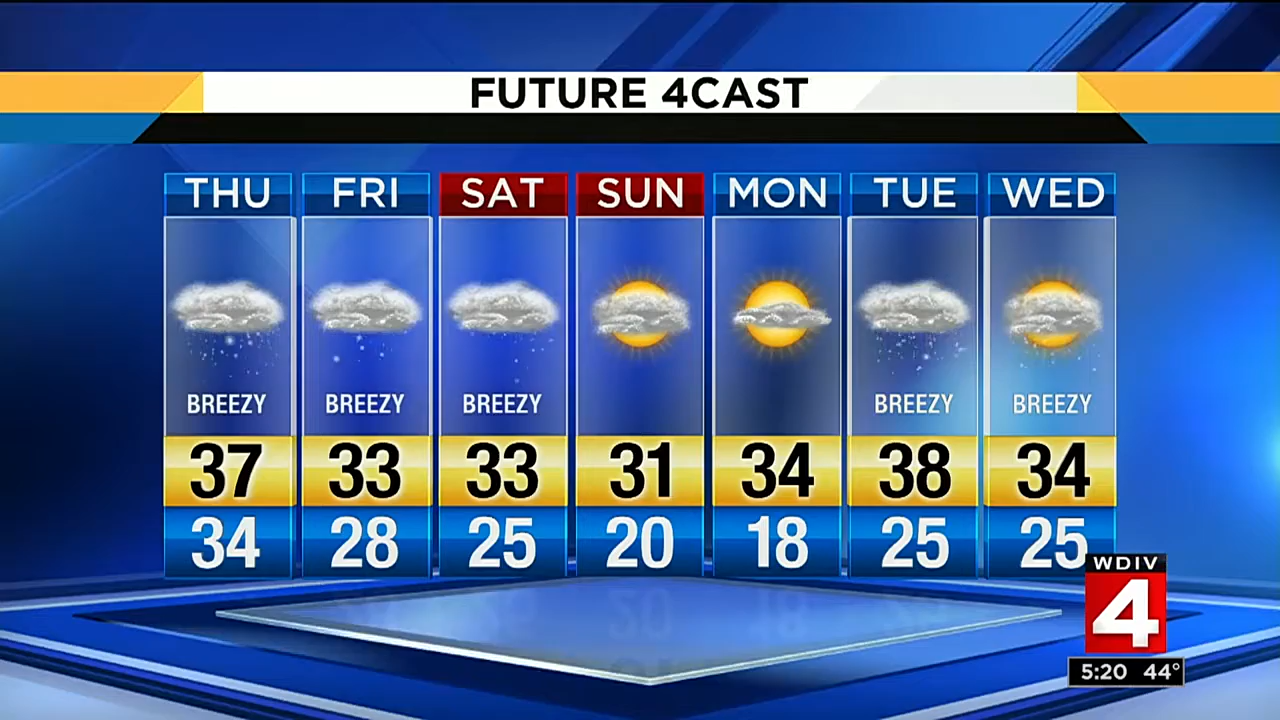 FUTURE 4CAST
THU FRI SAT SUN MON TUE WED
BREEZY BREEZY BREEZY BREEZY BREEZY
37 33 33 31 34 38 34
34 28 25 20 18 25 25
WDIV
4
5:20 44°